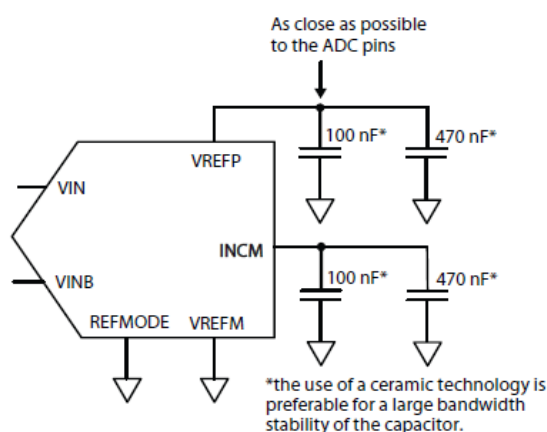 As close as possible
to the ADC pins
100 nF*
470 nF*
VREFP
VIN
INCM
100 nF*
470 nF*
VINB
REFMODE
VREFM
*the use of a ceramic technology is
preferable for a large bandwidth
stability of the capacitor.